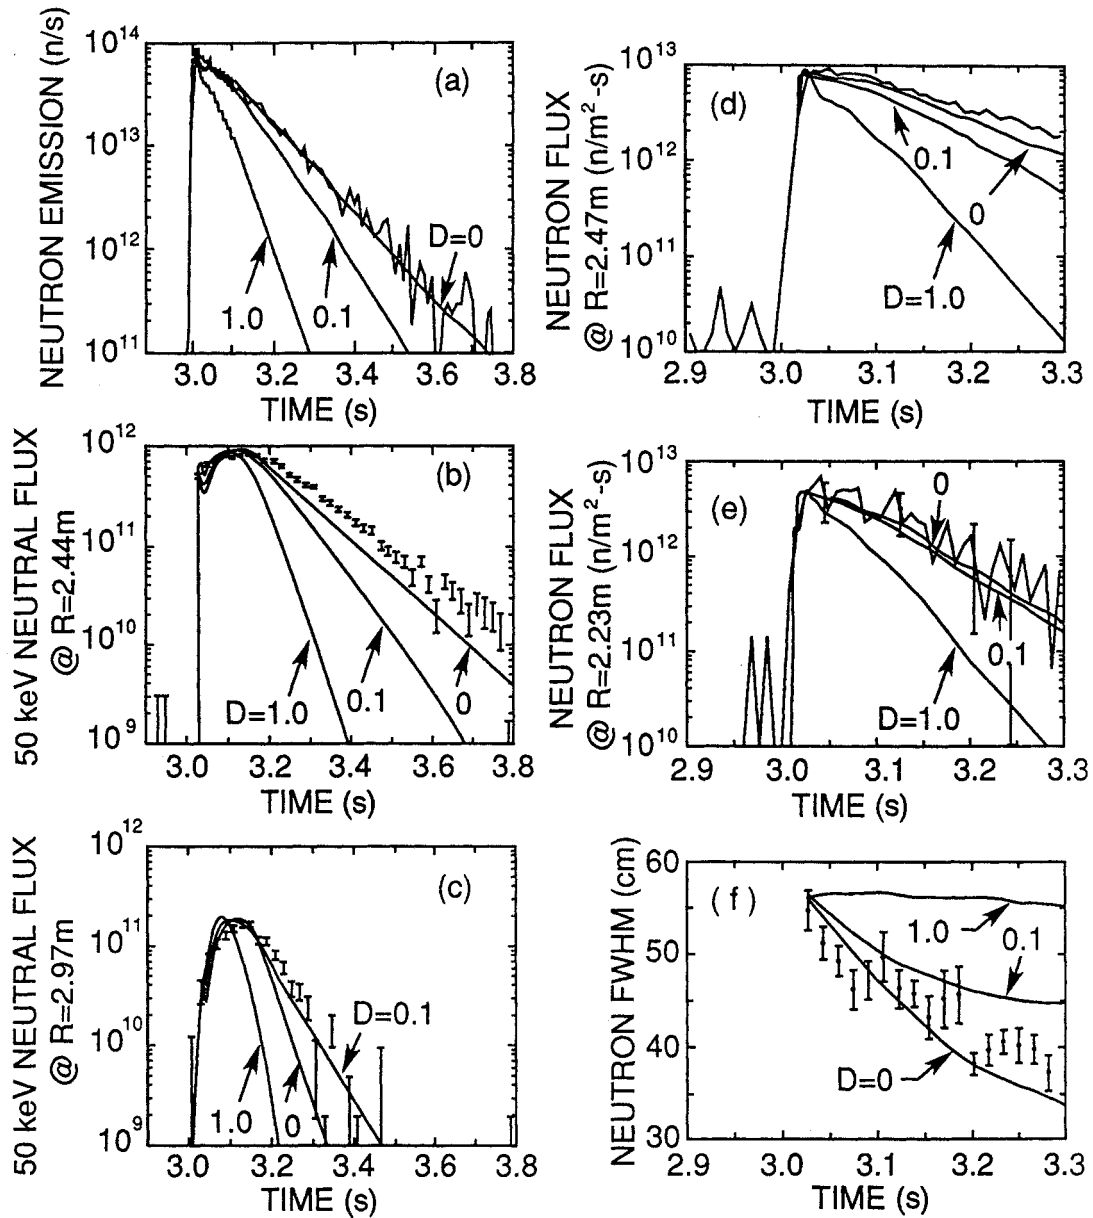 NEUTRON EMISSION (n/s)
10^14
10^13
10^12
10^11
(a)
D=0
1.0
0.1
3.0 3.2 3.4 3.6 3.8
TIME (s)
50 keV NEUTRAL FLUX
@ R=2.44m
10^12
10^11
10^10
10^9
(b)
D=1.0
0.1
0
3.0 3.2 3.4 3.6 3.8
TIME (s)
50 keV NEUTRAL FLUX
@ R=2.97m
10^12
10^11
10^10
10^9
(c)
D=0.1
1.0
0
3.0 3.2 3.4 3.6 3.8
TIME (s)
NEUTRON FLUX
@ R=2.47m (n/m^2-s)
10^13
10^12
10^11
10^10
(d)
0.1
0
D=1.0
2.9 3.0 3.1 3.2 3.3
TIME (s)
NEUTRON FLUX
@ R=2.23m (n/m^2-s)
10^13
10^12
10^11
10^10
(e)
0
0.1
D=1.0
2.9 3.0 3.1 3.2 3.3
TIME (s)
NEUTRON FWHM (cm)
60
50
40
30
(f)
1.0
0.1
D=0
2.9 3.0 3.1 3.2 3.3
TIME (s)